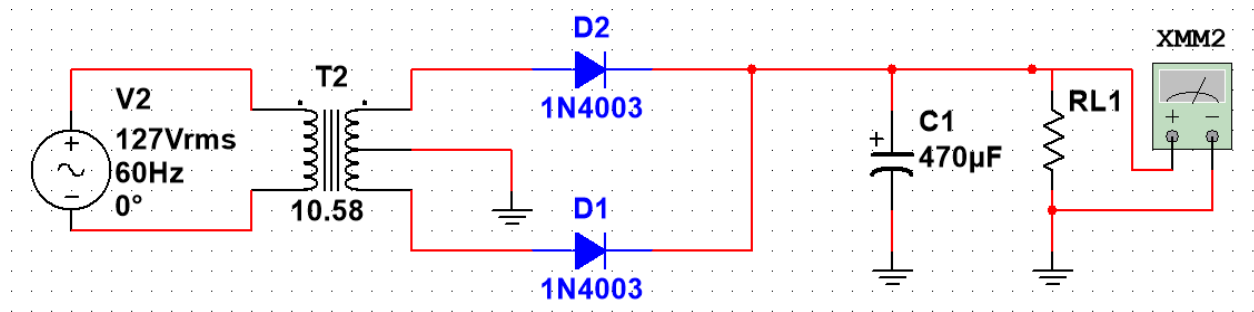 V2
127Vrms
60Hz
0°
+
−
T2
10.58
D2
1N4003
D1
1N4003
C1
470µF
+
RL1
XMM2
+
−